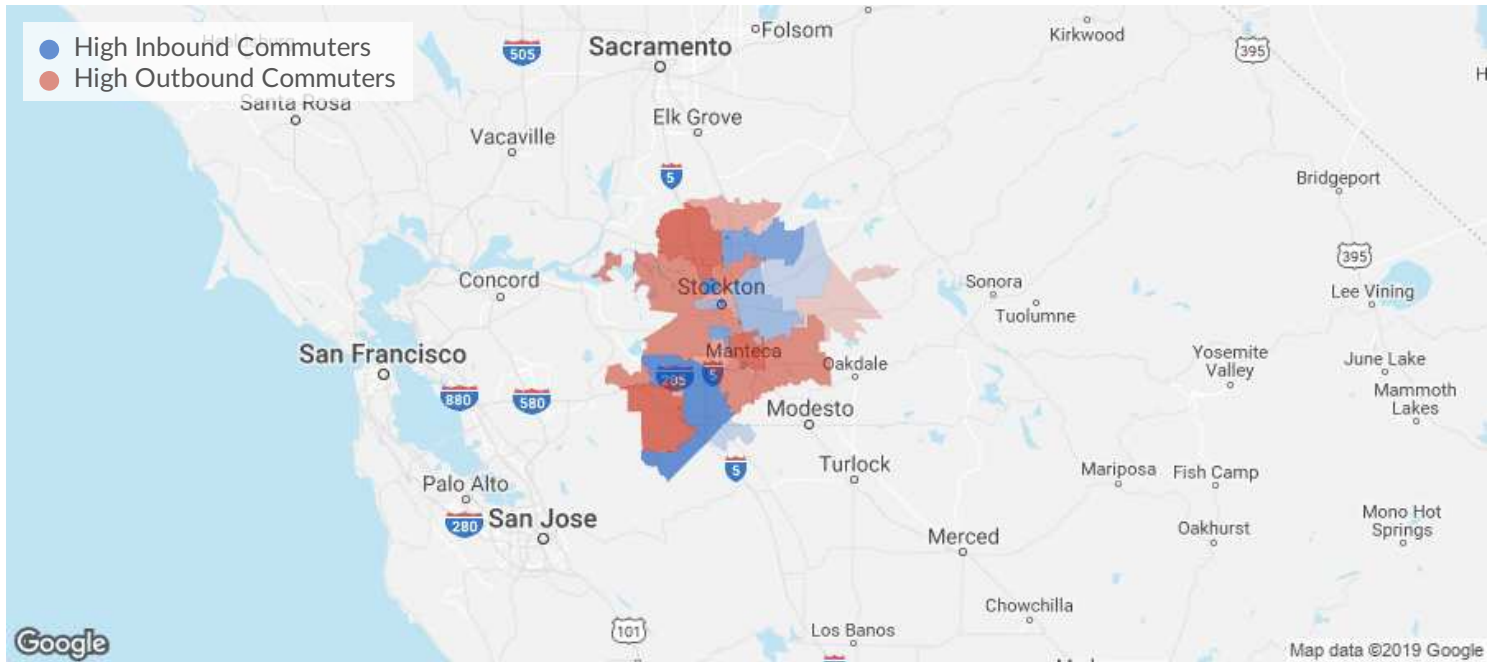 High Inbound Commuters
High Outbound Commuters
Santa Rosa
505
Sacramento
Folsom
Kirkwood
395
H
Elk Grove
Vacaville
5
Bridgeport
395
Concord
Stockton
Sonora
Tuolumne
Lee Vining
San Francisco
Manteca
Oakdale
Yosemite
Valley
June Lake
Mammoth
Lakes
205
5
880
580
Modesto
5
Turlock
Mariposa
Fish Camp
Palo Alto
280
San Jose
Merced
Oakhurst
Mono Hot
Springs
Chowchilla
101
Los Banos
Google
Map data ©2019 Google